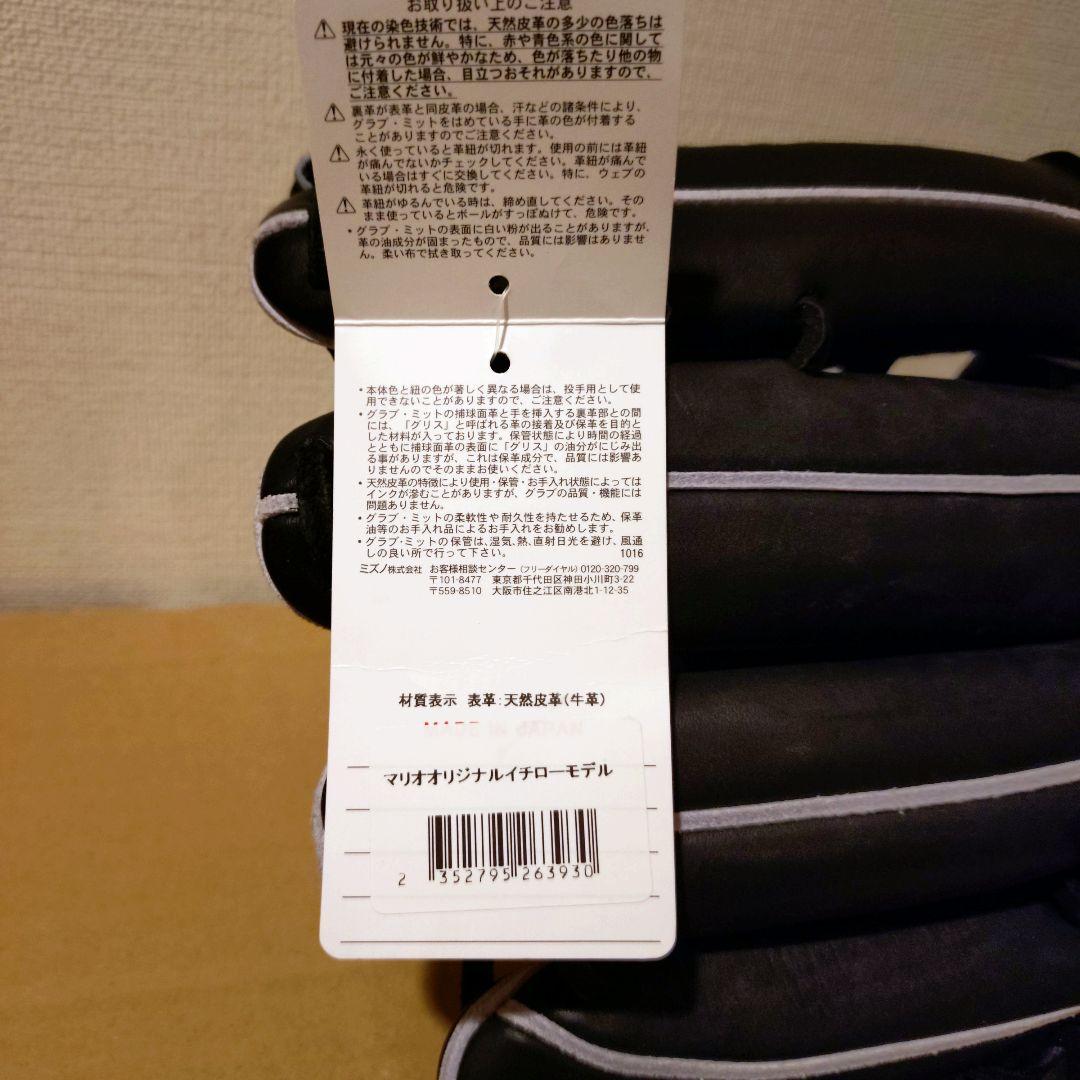 お取り扱い上のご注意
現在の染色技術では、天然皮革の多少の色落ちは
避けられません。特に、赤や青色系の色に関して
は元々の色が鮮やかなため、色が落ちたり他の物
に付着した場合、目立つおそれがありますので、
ご注意ください。
裏革が表革と同皮革の場合、汗などの諸条件により、
グラブ・ミットをはめている手に革の色が付着する
ことがありますのでご注意ください。
永く使っていると革紐が切れます。使用の前には革紐
が痛んでないかチェックしてください。革紐が痛んで
いる場合はすぐに交換してください。特に、ウェブの
革紐が切れると危険です。
革紐がゆるんでいる時は、締め直してください。その
まま使っているとボールがすっぽぬけて、危険です。
・グラブ・ミットの表面に白い粉が出ることがありますが、
革の油成分が固まったもので、品質には影響はありませ
ん。柔い布で拭き取ってください。
・本体色と紐の色が著しく異なる場合は、投手用として使
用できないことがありますので、ご注意ください。
・グラブ・ミットの捕球面革と手を挿入する裏革部との間
には、「グリス」と呼ばれる革の接着及び保革を目的と
した材料が入っております。保管状態により時間の経過
とともに捕球面革の表面に「グリス」の油分がにじみ出
る事がありますが、これは保革成分で、品質には影響あ
りませんのでそのままお使いください。
・天然皮革の特徴により使用・保管・お手入れ状態によっては
インクが滲むことがありますが、グラブの品質・機能には
問題ありません。
・グラブ・ミットの柔軟性や耐久性を持たせるため、保革
油等のお手入れ品によるお手入れをお勧めします。
・グラブ・ミットの保管は、湿気、熱、直射日光を避け、風通
しの良い所で行って下さい。 1016
ミズノ株式会社 お客様相談センター (フリーダイヤル) 0120-320-799
〒101-8477 東京都千代田区神田小川町3-22
〒559-8510 大阪市住之江区南港北1-12-35
材質表示 表革:天然皮革(牛革)
MADE IN JAPAN
マリオオリジナルイチローモデル
2 352795 263930